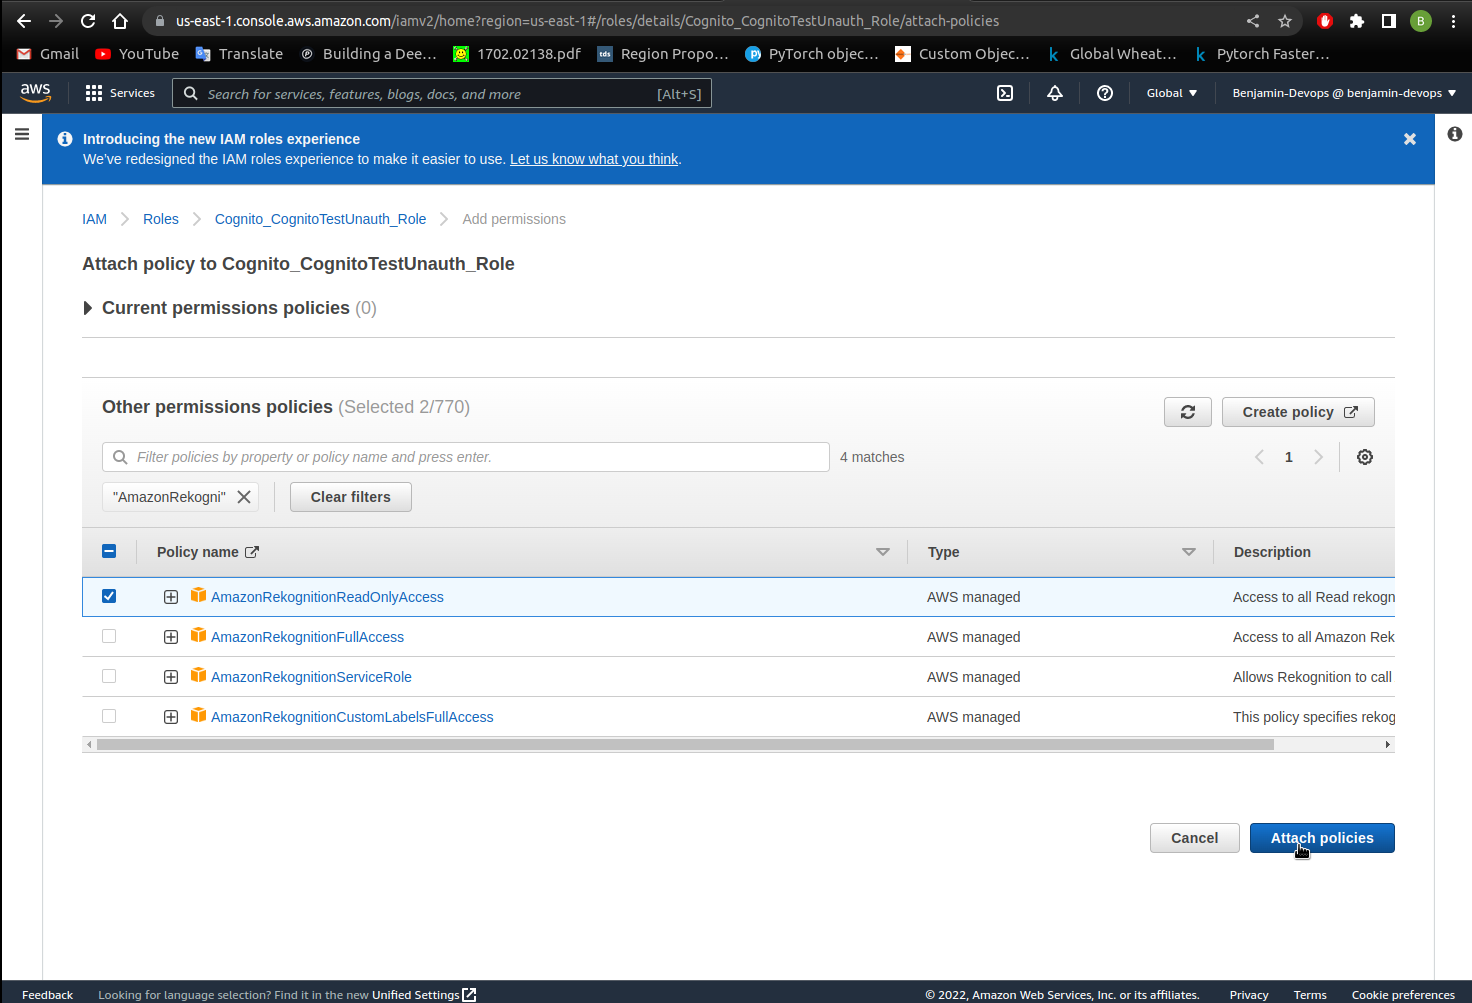 us-east-1.console.aws.amazon.com/iamv2/home?region=us-east-1#/roles/details/Cognito_CognitoTestUnauth_Role/attach-policies
B
Gmail YouTube Translate Building a Dee... 1702.02138.pdf tds Region Propo... PyTorch objec... Custom Objec... k Global Wheat... k Pytorch Faster...
aws Services Search for services, features, blogs, docs, and more [Alt+S] Global Benjamin-Devops @ benjamin-devops
Introducing the new IAM roles experience
We've redesigned the IAM roles experience to make it easier to use. Let us know what you think.
IAM Roles Cognito_CognitoTestUnauth_Role Add permissions
Attach policy to Cognito_CognitoTestUnauth_Role
Current permissions policies (0)
Other permissions policies (Selected 2/770)
Create policy
Filter policies by property or policy name and press enter. 4 matches 1
"AmazonRekogni" Clear filters
Policy name Type Description
AmazonRekognitionReadOnlyAccess AWS managed Access to all Read rekogn
AmazonRekognitionFullAccess AWS managed Access to all Amazon Rek
AmazonRekognitionServiceRole AWS managed Allows Rekognition to call
AmazonRekognitionCustomLabelsFullAccess AWS managed This policy specifies rekog
Cancel Attach policies
Feedback Looking for language selection? Find it in the new Unified Settings © 2022, Amazon Web Services, Inc. or its affiliates. Privacy Terms Cookie preferences